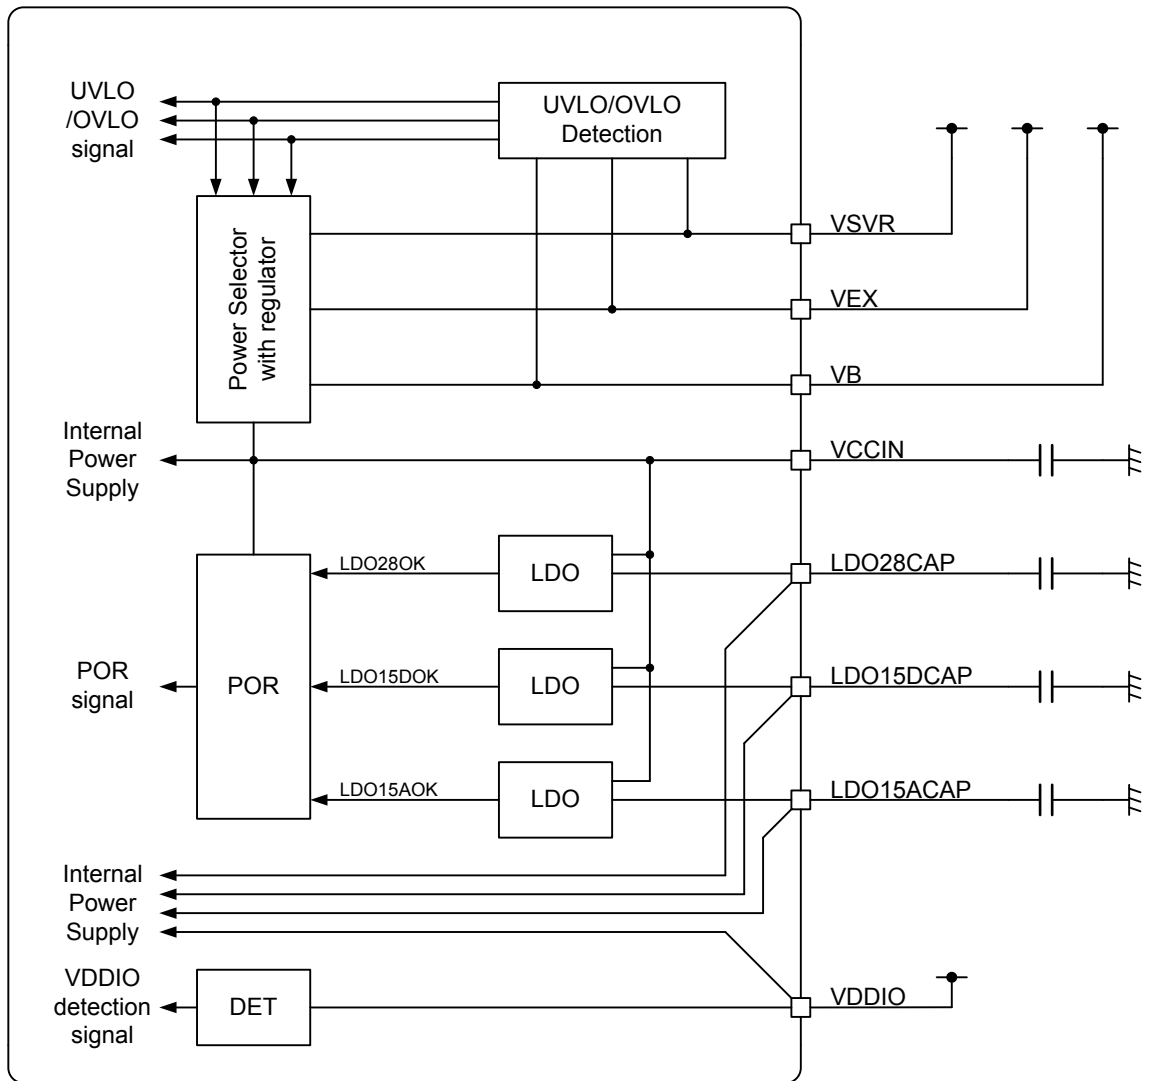 UVLO
/OVLO
signal
UVLO/OVLO
Detection
Power Selector
with regulator
VSVR
VEX
VB
Internal
Power
Supply
VCCIN
LDO28OK
LDO
LDO28CAP
POR
signal
POR
LDO15DOK
LDO
LDO15DCAP
LDO15AOK
LDO
LDO15ACAP
Internal
Power
Supply
VDDIO
detection
signal
DET
VDDIO